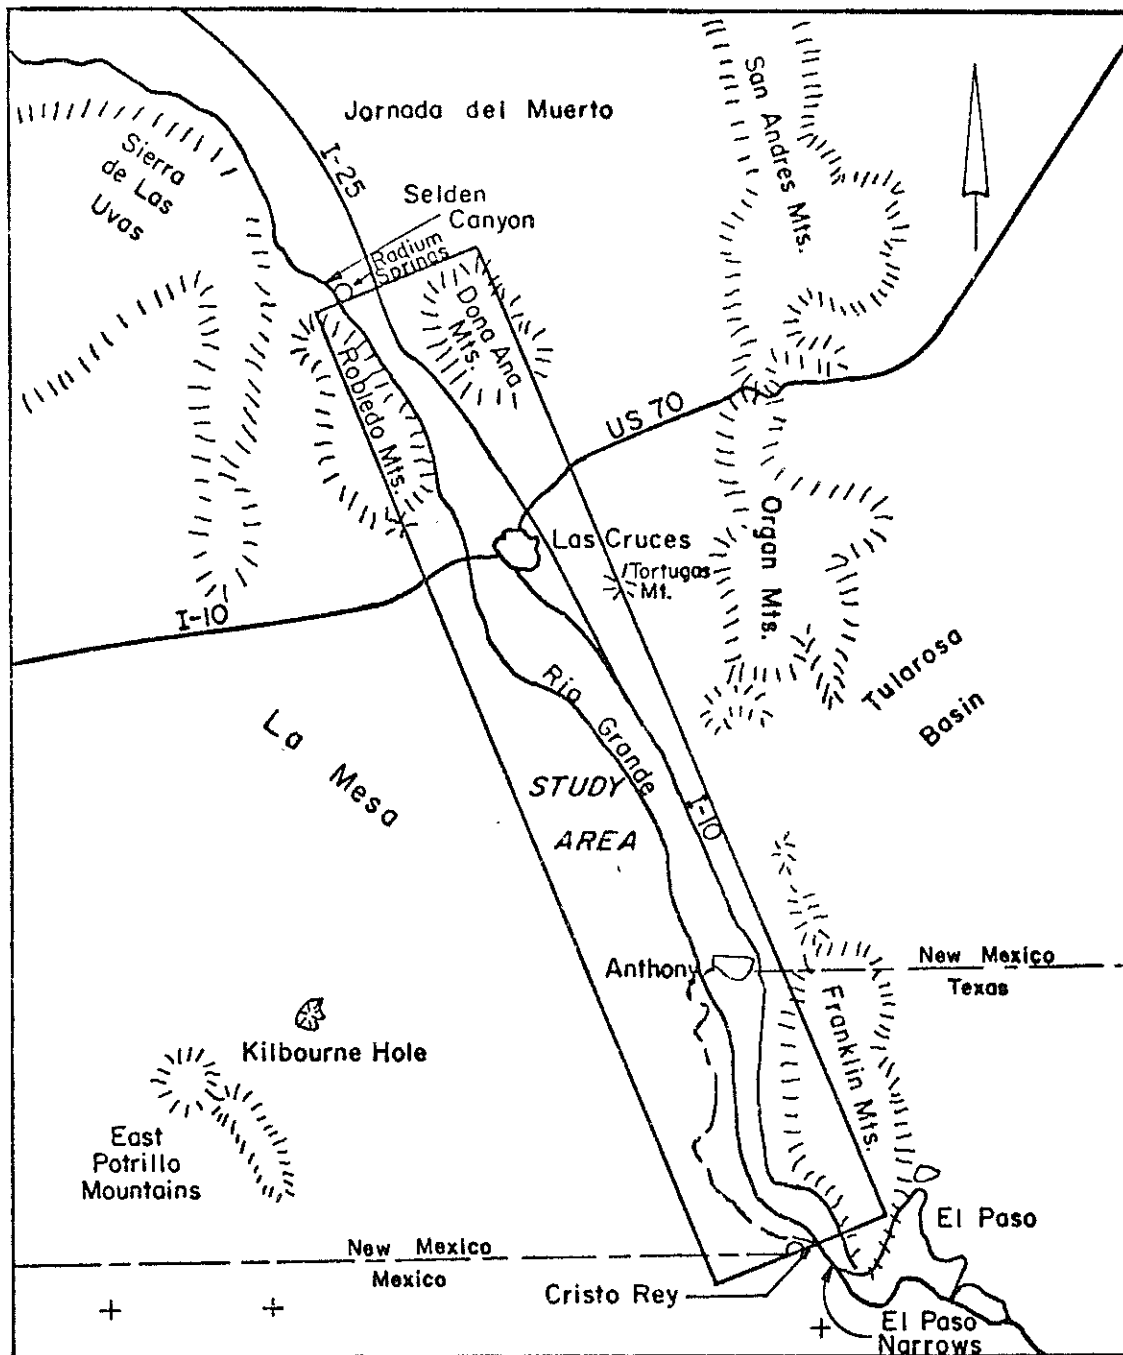 San Andres Mts.
Jornada del Muerto
Sierra
de Las
Uvas
I-25
Selden
Canyon
Radium
Springs
Dona Ana
Mts.
Robledo Mts.
US 70
Las Cruces
Tortugas
Mt.
Organ Mts.
I-10
Tularosa
Basin
Rio Grande
La Mesa
STUDY
AREA
I-10
Anthony
New Mexico
Texas
Franklin Mts.
Kilbourne Hole
East
Potrillo
Mountains
El Paso
New Mexico
Mexico
Cristo Rey
El Paso
Narrows